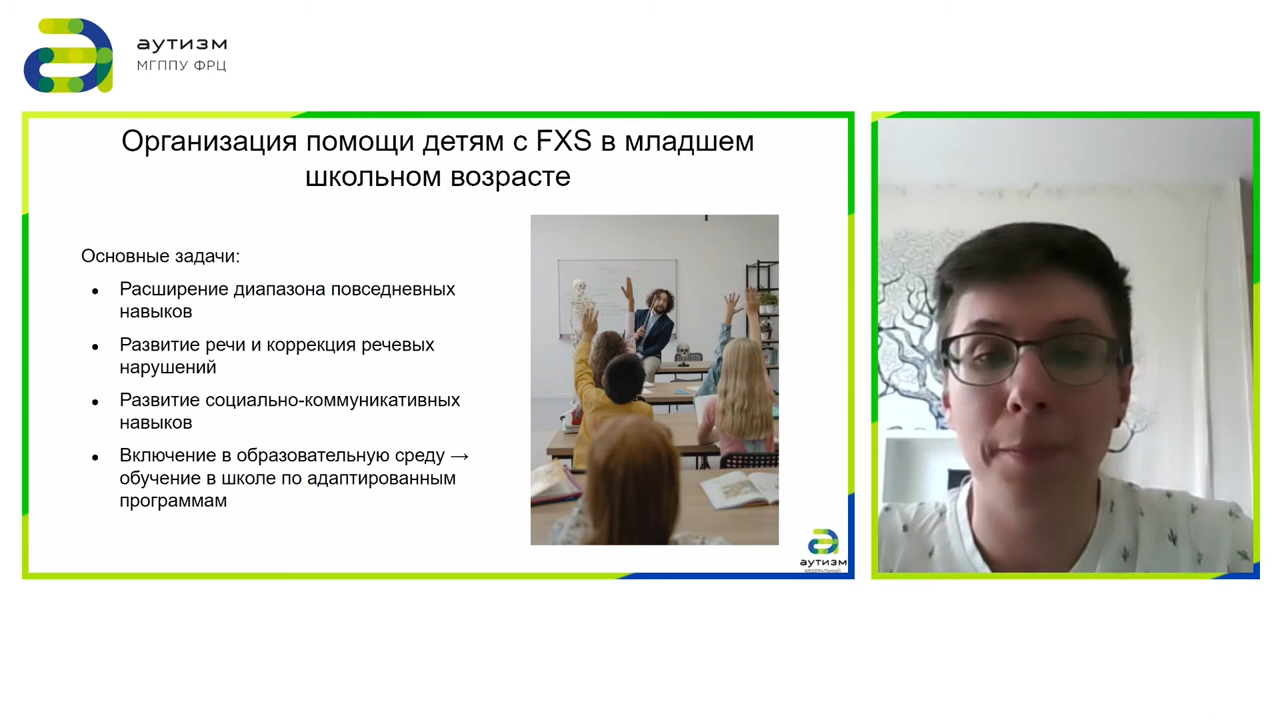 аутизм
МГППУ ФРЦ
Организация помощи детям с FXS в младшем
школьном возрасте
Основные задачи:
● Расширение диапазона повседневных
навыков
● Развитие речи и коррекция речевых
нарушений
● Развитие социально-коммуникативных
навыков
● Включение в образовательную среду →
обучение в школе по адаптированным
программам
аутизм
ФЕДЕРАЛЬНЫЙ